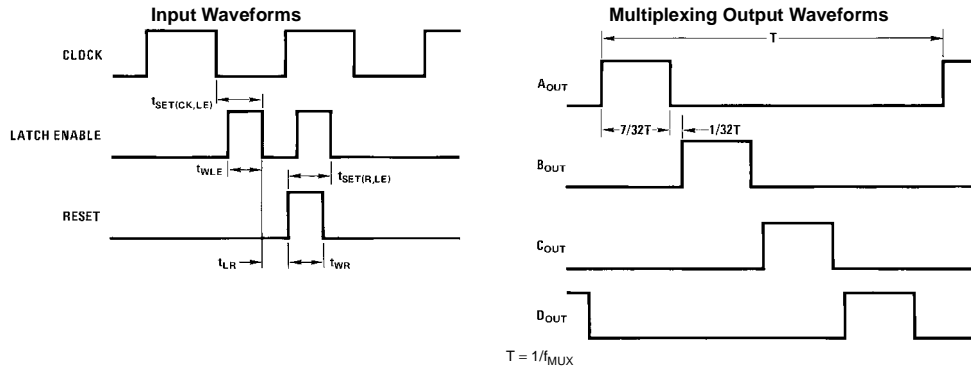 Input Waveforms
CLOCK
tSET(CK,LE)
LATCH ENABLE
tWLE
tSET(R,LE)
RESET
tLR
tWR
Multiplexing Output Waveforms
T
AOUT
7/32T
1/32T
BOUT
COUT
DOUT
T = 1/fMUX